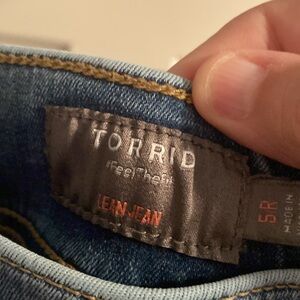 TORRID
#FeelTheFit
LEAN JEAN
5R
MADE IN